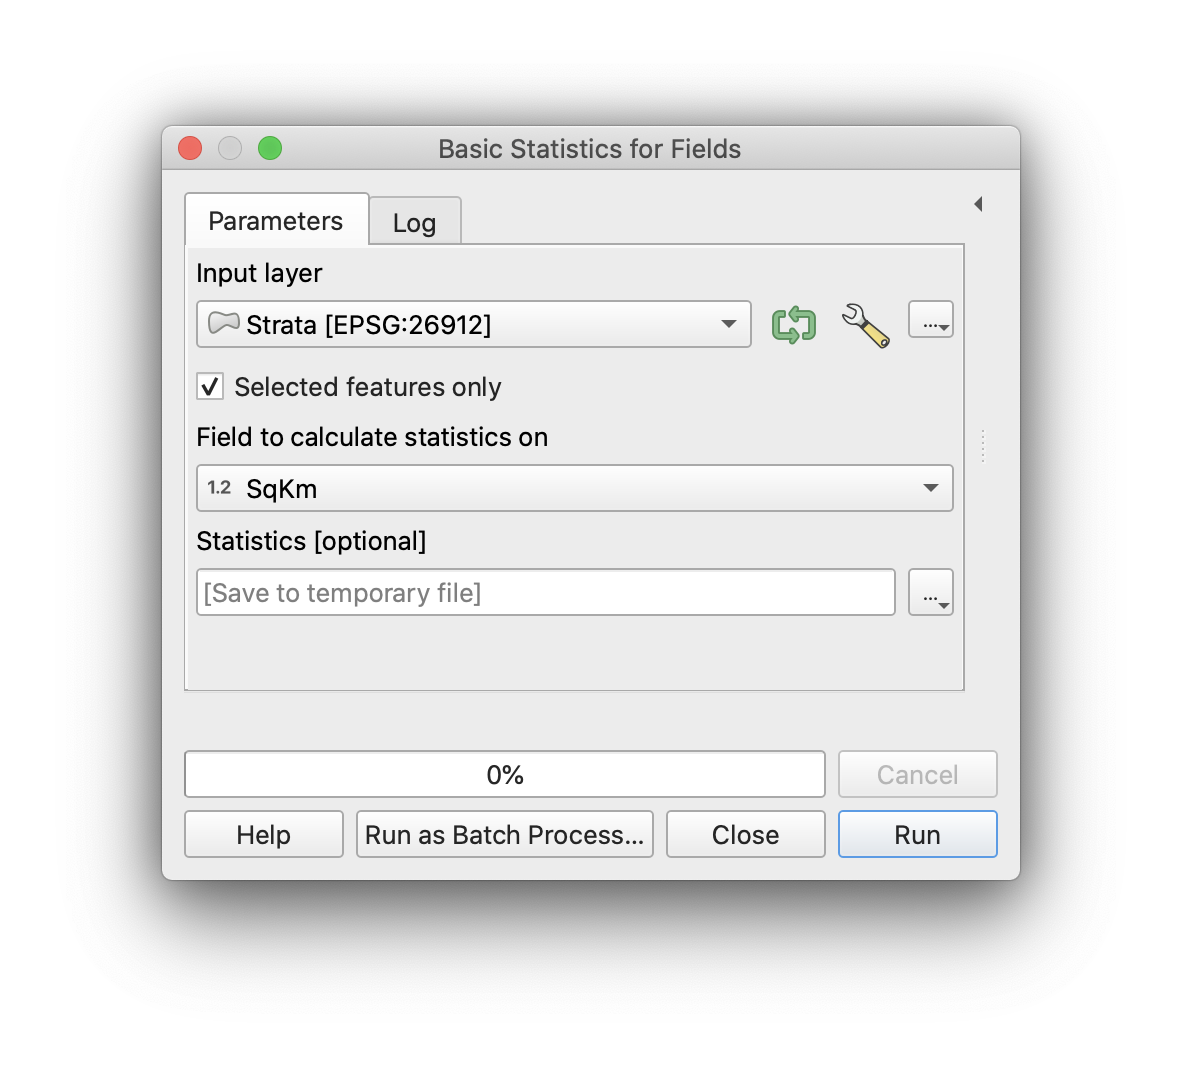 Basic Statistics for Fields
Parameters
Log
Input layer
Strata [EPSG:26912]
...
Selected features only
Field to calculate statistics on
1.2 SqKm
Statistics [optional]
[Save to temporary file]
...
0%
Cancel
Help
Run as Batch Process...
Close
Run